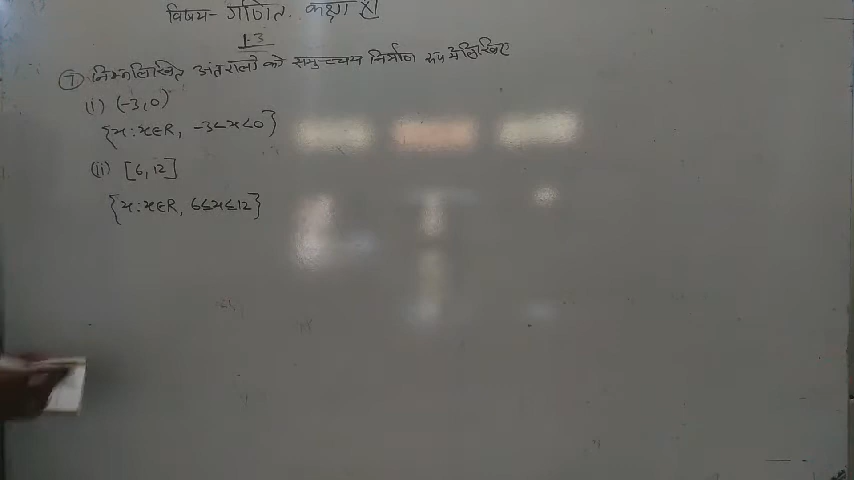 विषय- गणित. कक्षा XI
1.3
7 निम्नलिखित अंतरालों को समुच्चय निर्माण रूप में लिखिए
(i) (-3,0)
{x:x∈R, -3<x<0}
(ii) [6,12]
{x:x∈R, 6≤x≤12}